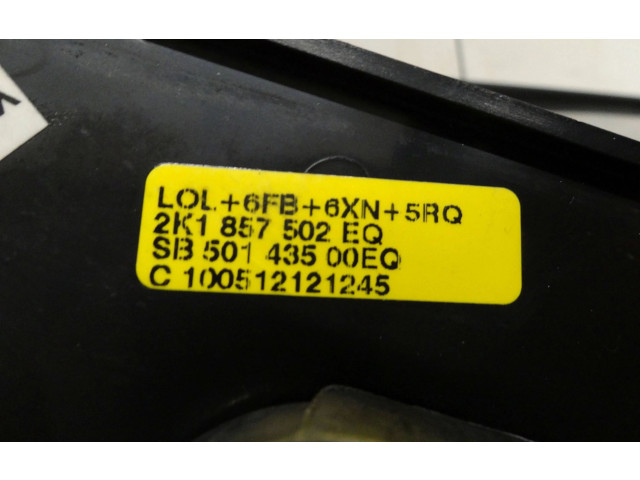 LOL+6FB+6XN+5RQ
2K1 857 502 EQ
SB 501 435 00EQ
C 100512121245